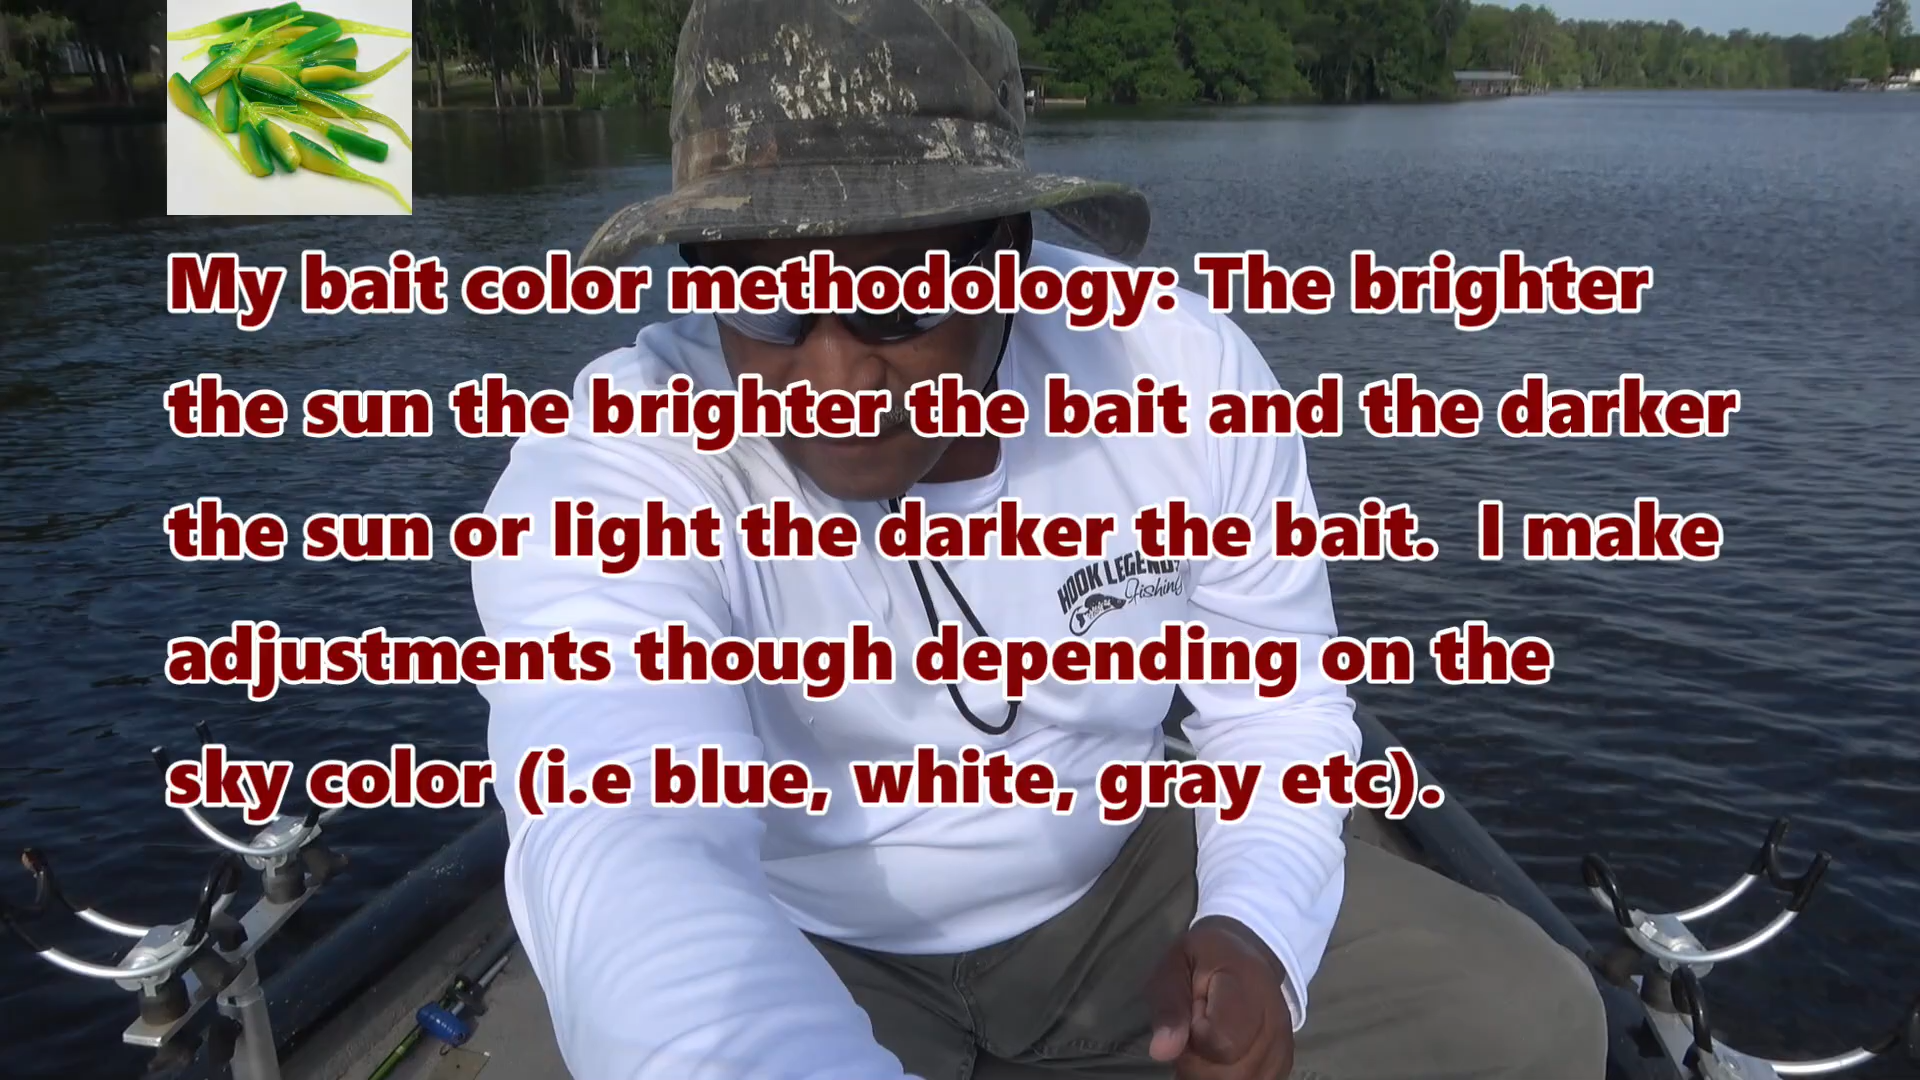 My bait color methodology: The brighter
the sun the brighter the bait and the darker
the sun or light the darker the bait.  I make
adjustments though depending on the
sky color (i.e blue, white, gray etc).
HOOK LEGENDS
fishing